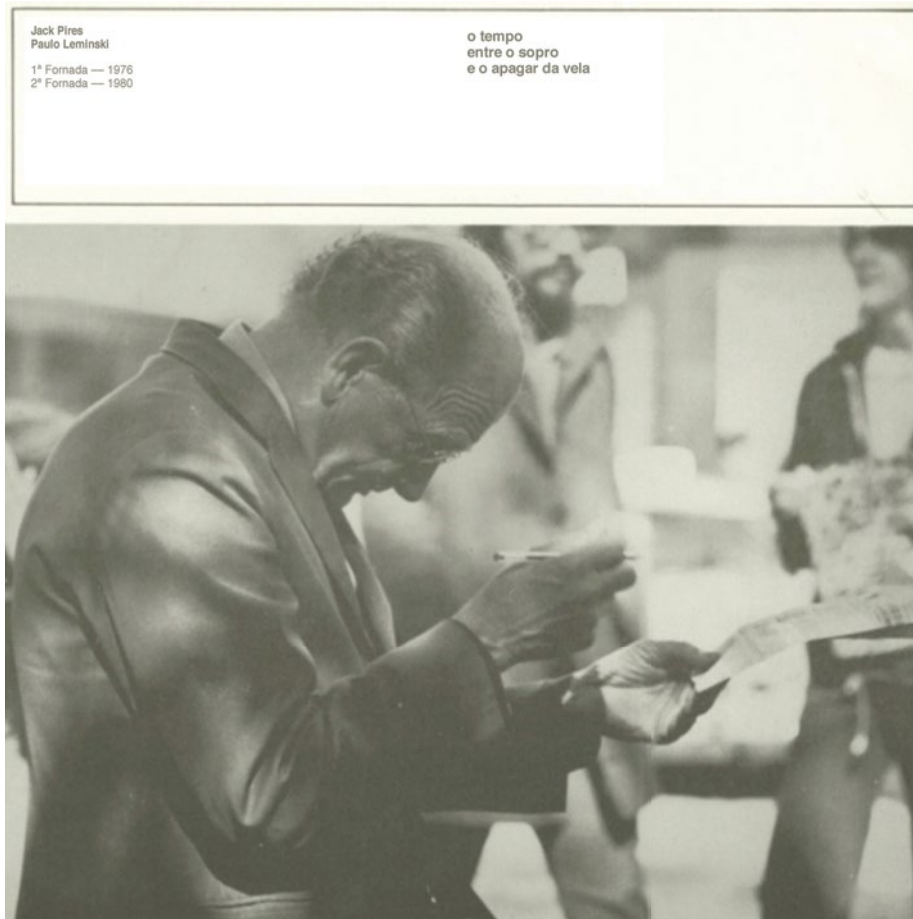 Jack Pires
Paulo Leminski
1ª Fornada — 1976
2ª Fornada — 1980
o tempo
entre o sopro
e o apagar da vela